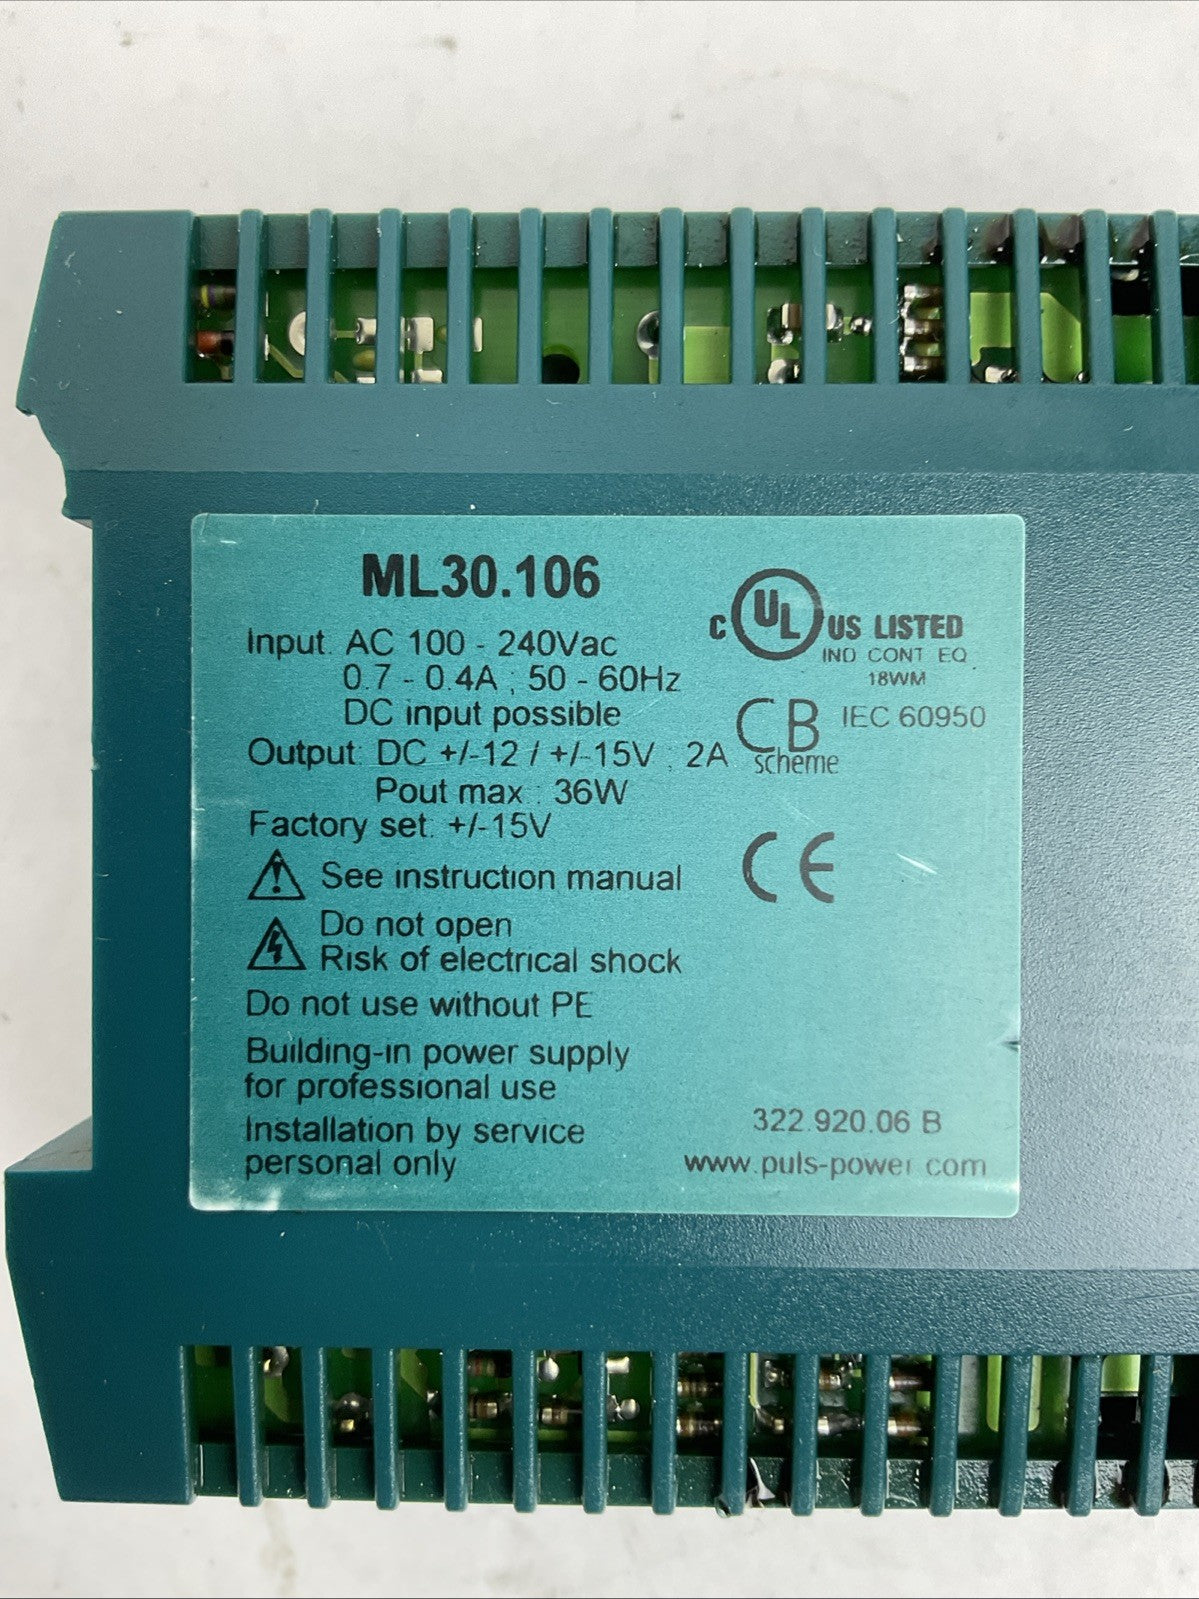 ML30.106
Input: AC 100 - 240Vac
0.7 - 0.4A ; 50 - 60Hz
DC input possible
Output: DC +/-12 / +/-15V ; 2A
Pout max : 36W
Factory set: +/-15V
See instruction manual
Do not open
Risk of electrical shock
Do not use without PE
Building-in power supply
for professional use
Installation by service
personal only
C UL US LISTED
IND CONT EQ
18WM
CB scheme IEC 60950
CE
322.920.06 B
www.puls-power.com